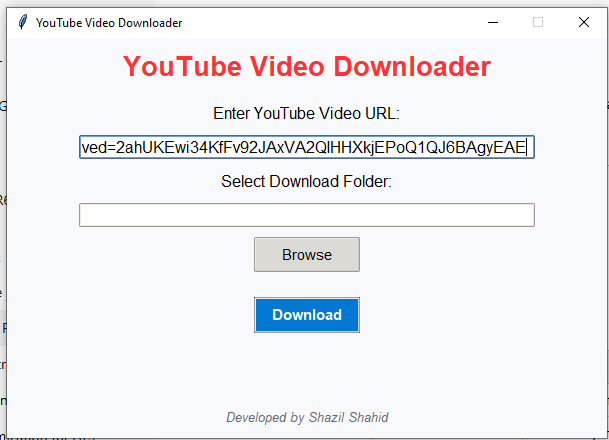 YouTube Video Downloader
YouTube Video Downloader
Enter YouTube Video URL:
ved=2ahUKEwi34KfFv92JAxVA2QIHHXkjEPoQ1QJ6BAgyEAE
Select Download Folder:
Browse
Download
Developed by Shazil Shahid